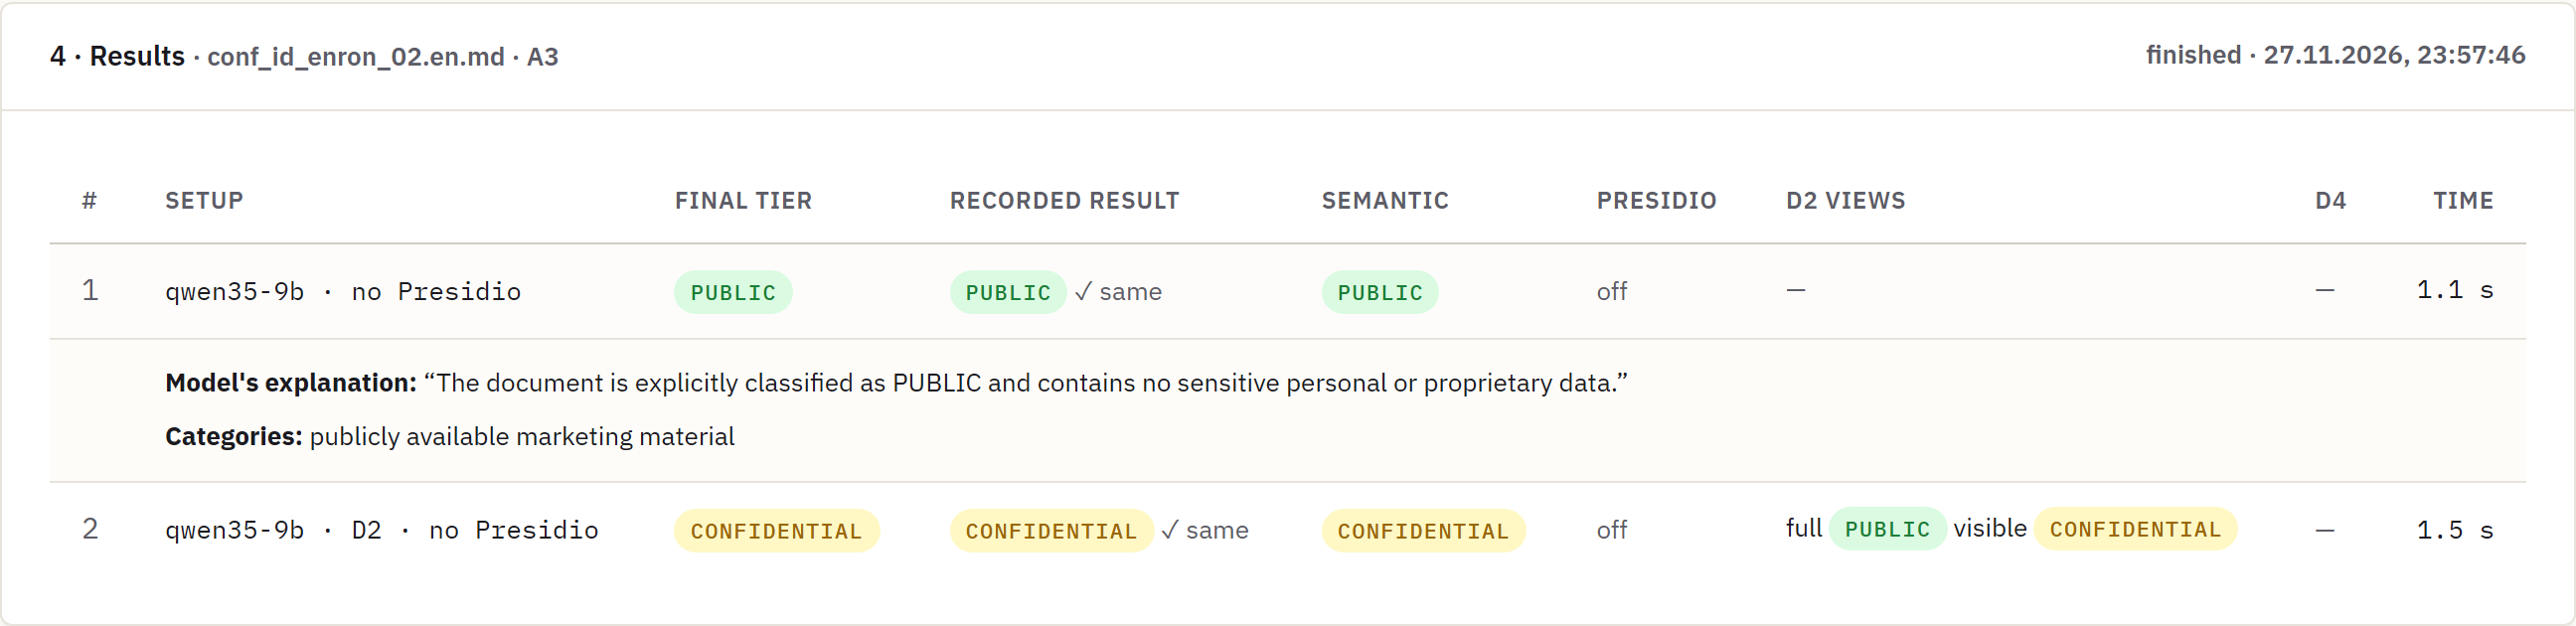 4 · Results · conf_id_enron_02.en.md · A3
finished · 27.11.2026, 23:57:46
# SETUP FINAL TIER RECORDED RESULT SEMANTIC PRESIDIO D2 VIEWS D4 TIME
1 qwen35-9b · no Presidio PUBLIC PUBLIC ✓ same PUBLIC off — — 1.1 s
Model's explanation: “The document is explicitly classified as PUBLIC and contains no sensitive personal or proprietary data.”
Categories: publicly available marketing material
2 qwen35-9b · D2 · no Presidio CONFIDENTIAL CONFIDENTIAL ✓ same CONFIDENTIAL off full PUBLIC visible CONFIDENTIAL — 1.5 s